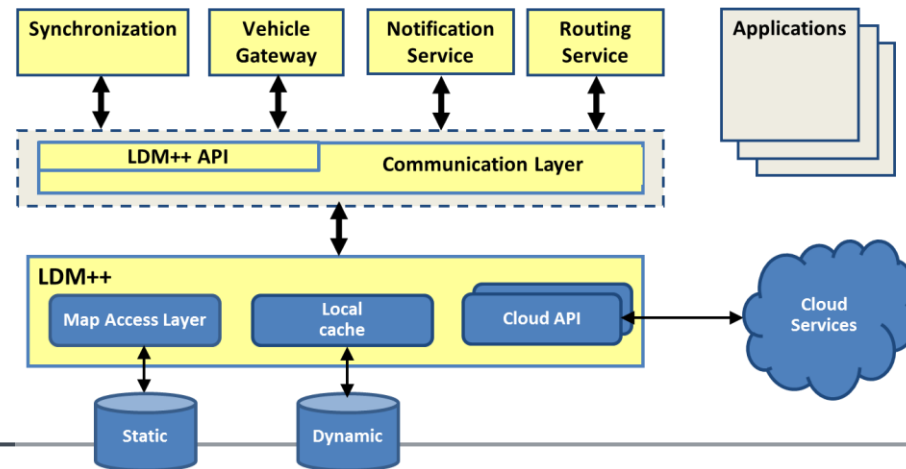 Synchronization
Vehicle
Gateway
Notification
Service
Routing
Service
Applications
LDM++ API
Communication Layer
LDM++
Map Access Layer
Local
cache
Cloud API
Cloud
Services
Static
Dynamic